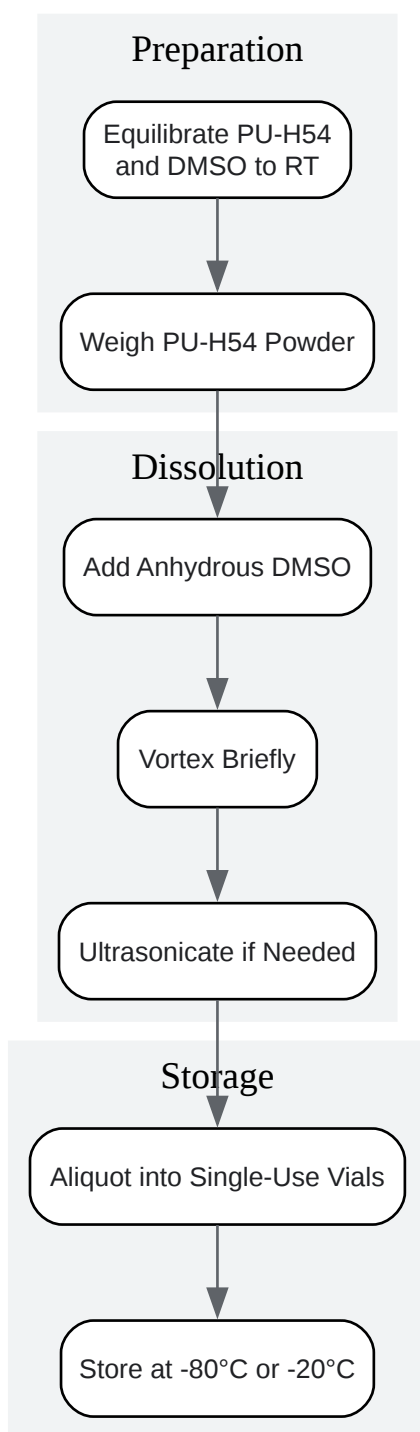 Preparation
Equilibrate PU-H54
and DMSO to RT
Weigh PU-H54 Powder
Dissolution
Add Anhydrous DMSO
Vortex Briefly
Ultrasonicate if Needed
Storage
Aliquot into Single-Use Vials
Store at -80°C or -20°C